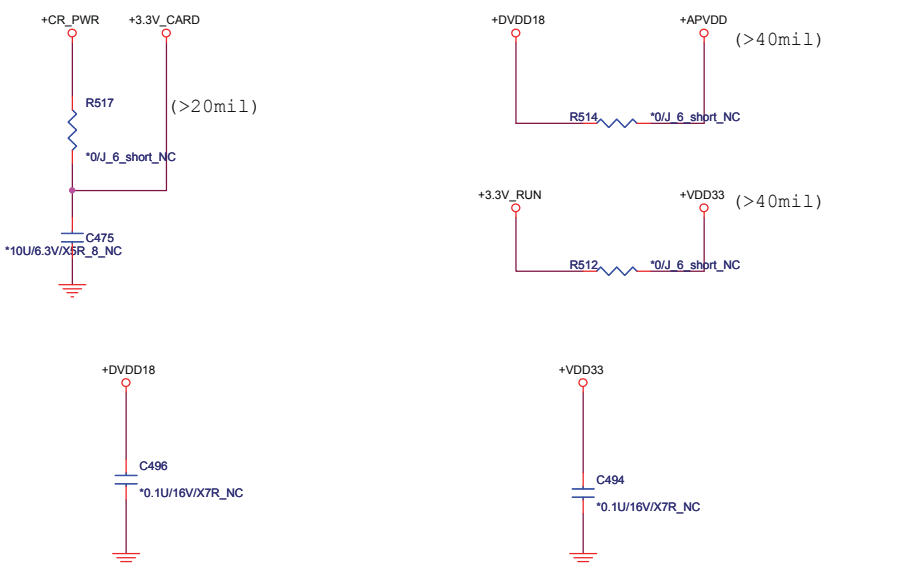 +CR_PWR
+3.3V_CARD
R517
(>20mil)
*0/J_6_short_NC
C475
*10U/6.3V/X5R_8_NC
+DVDD18
+APVDD
(>40mil)
R514
*0/J_6_short_NC
+3.3V_RUN
+VDD33
(>40mil)
R512
*0/J_6_short_NC
+DVDD18
C496
*0.1U/16V/X7R_NC
+VDD33
C494
*0.1U/16V/X7R_NC